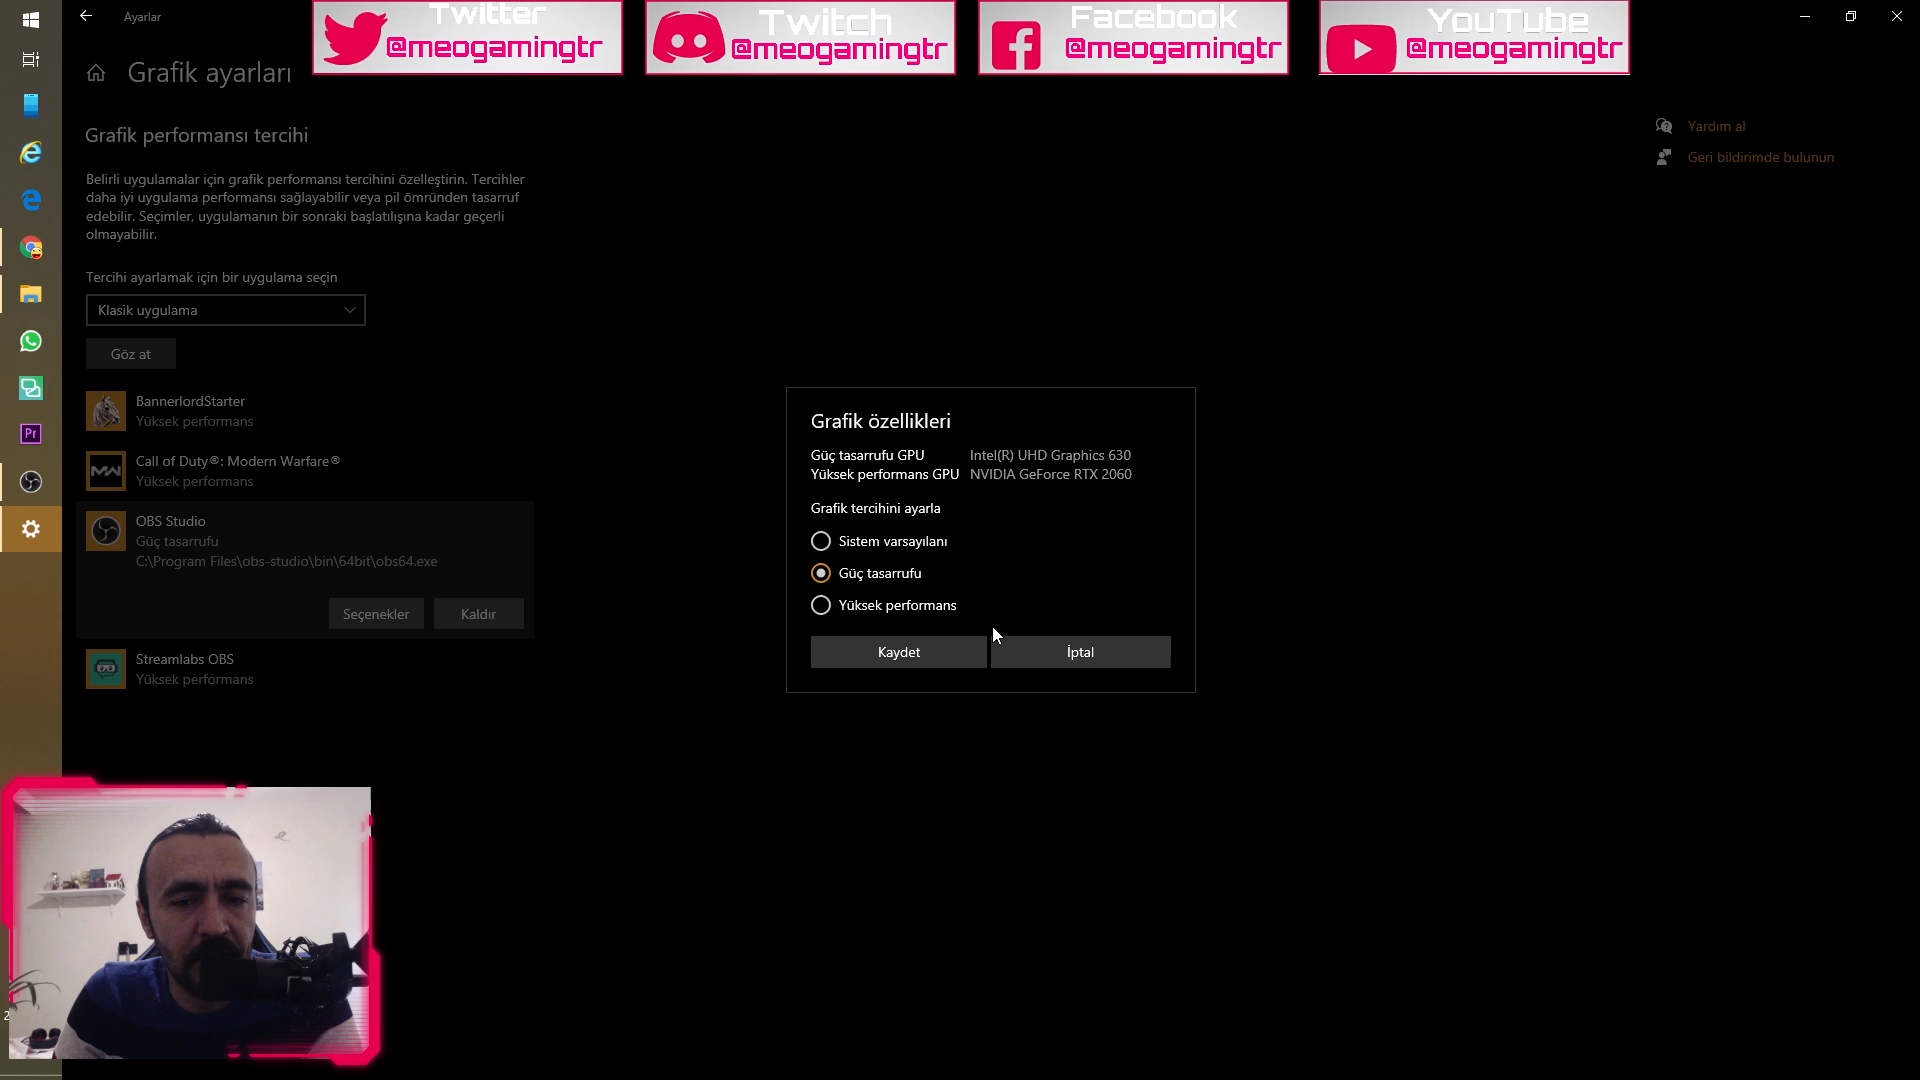 Ayarlar
Twitter
@meogamingtr
Twitch
@meogamingtr
Facebook
@meogamingtr
YouTube
@meogamingtr
Grafik ayarları
Grafik performansı tercihi
Belirli uygulamalar için grafik performansı tercihini özelleştirin. Tercihler
daha iyi uygulama performansı sağlayabilir veya pil ömründen tasarruf
edebilir. Seçimler, uygulamanın bir sonraki başlatılışına kadar geçerli
olmayabilir.
Tercihi ayarlamak için bir uygulama seçin
Klasik uygulama
Göz at
BannerlordStarter
Yüksek performans
MW
Call of Duty®: Modern Warfare®
Yüksek performans
OBS Studio
Güç tasarrufu
C:\Program Files\obs-studio\bin\64bit\obs64.exe
Seçenekler
Kaldır
Streamlabs OBS
Yüksek performans
Yardım al
Geri bildirimde bulunun
Grafik özellikleri
Güç tasarrufu GPU Intel(R) UHD Graphics 630
Yüksek performans GPU NVIDIA GeForce RTX 2060
Grafik tercihini ayarla
Sistem varsayılanı
Güç tasarrufu
Yüksek performans
Kaydet
İptal
Pr
2